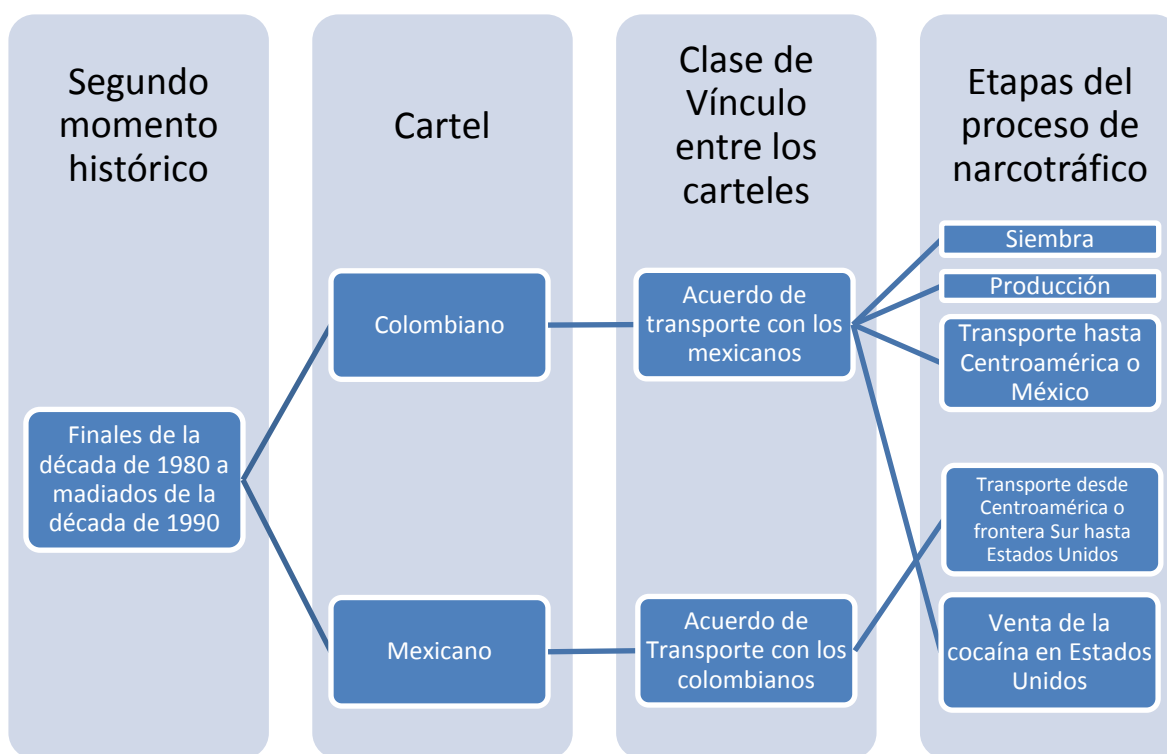 Segundo
momento
histórico
Finales de la
década de 1980 a
madiados de la
década de 1990
Cartel
Colombiano
Mexicano
Clase de
Vínculo
entre los
carteles
Acuerdo de
transporte con los
mexicanos
Acuerdo de
Transporte con los
colombianos
Etapas del
proceso de
narcotráfico
Siembra
Producción
Transporte hasta
Centroamérica o
México
Transporte desde
Centroamérica o
frontera Sur hasta
Estados Unidos
Venta de la
cocaína en Estados
Unidos